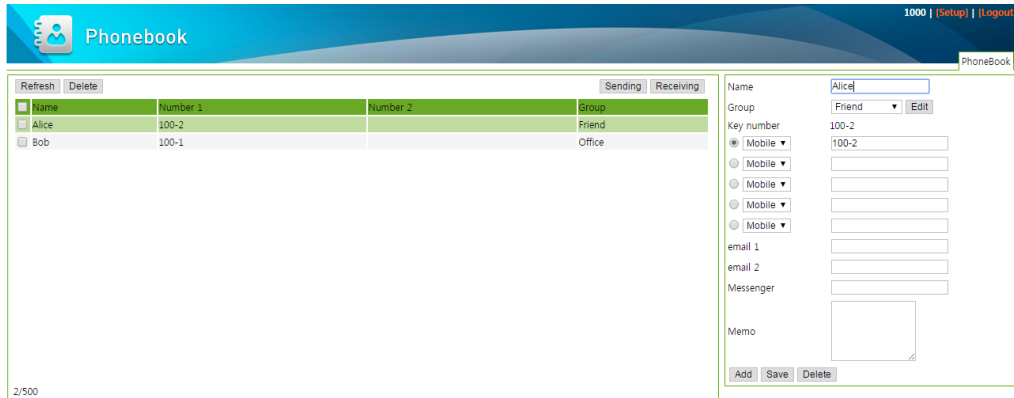 1000 | [Setup] | [Logout
Phonebook
PhoneBook
Refresh Delete Sending Receiving
Name Number 1 Number 2 Group
Alice 100-2 Friend
Bob 100-1 Office
2/500
Name Alice
Group Friend Edit
Key number 100-2
Mobile 100-2
Mobile
Mobile
Mobile
Mobile
email 1
email 2
Messenger
Memo
Add Save Delete